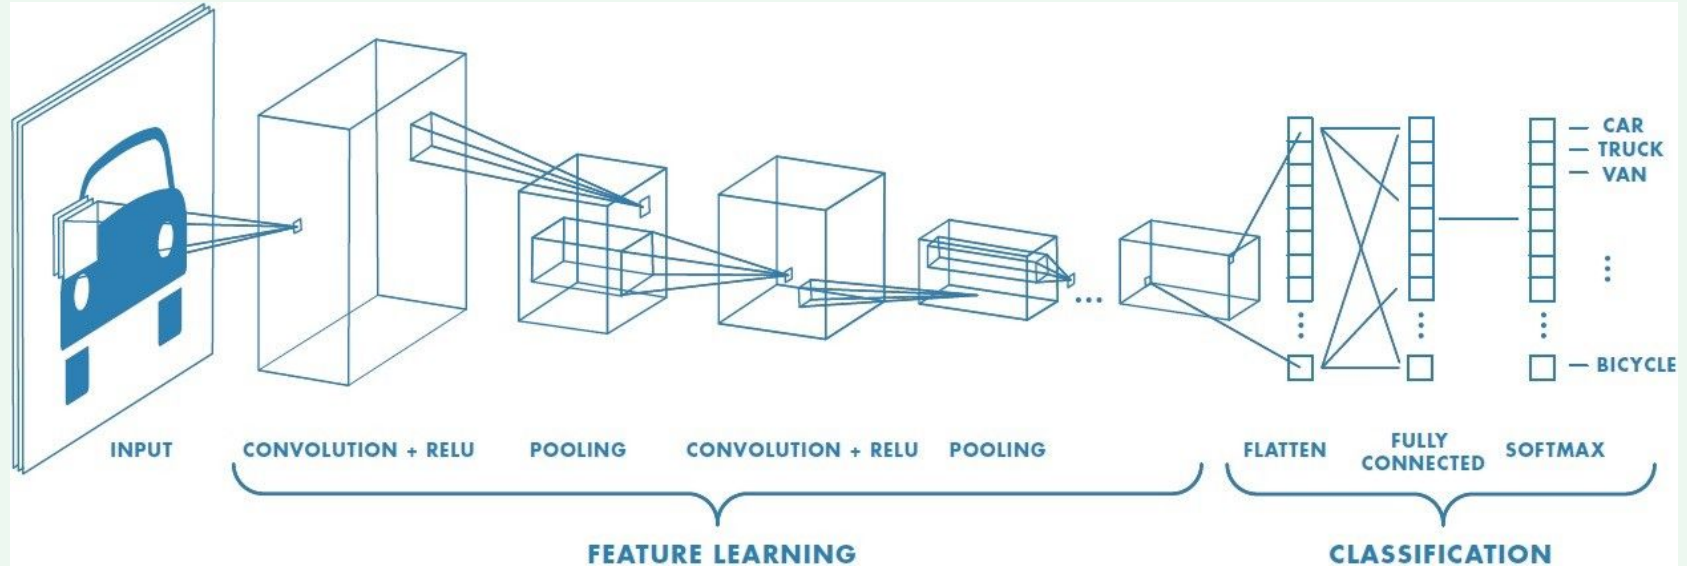 CAR
TRUCK
VAN
BICYCLE
INPUT
CONVOLUTION + RELU
POOLING
CONVOLUTION + RELU
POOLING
FLATTEN
FULLY
CONNECTED
SOFTMAX
FEATURE LEARNING
CLASSIFICATION